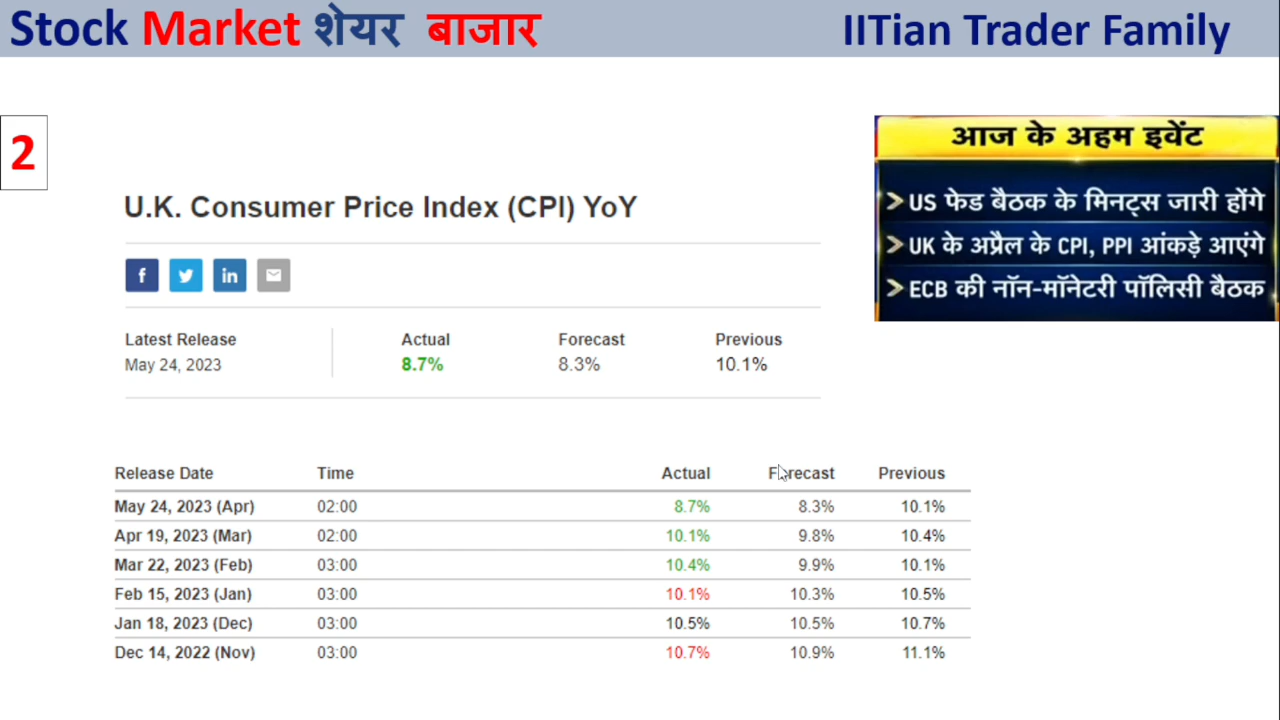 Stock Market शेयर बाजार IITian Trader Family
2
आज के अहम इवेंट
US फेड बैठक के मिनट्स जारी होंगे
UK के अप्रैल के CPI, PPI आंकड़े आएंगे
ECB की नॉन-मॉनेटरी पॉलिसी बैठक
U.K. Consumer Price Index (CPI) YoY
Latest Release Actual Forecast Previous
May 24, 2023 8.7% 8.3% 10.1%
Release Date Time Actual Forecast Previous
May 24, 2023 (Apr) 02:00 8.7% 8.3% 10.1%
Apr 19, 2023 (Mar) 02:00 10.1% 9.8% 10.4%
Mar 22, 2023 (Feb) 03:00 10.4% 9.9% 10.1%
Feb 15, 2023 (Jan) 03:00 10.1% 10.3% 10.5%
Jan 18, 2023 (Dec) 03:00 10.5% 10.5% 10.7%
Dec 14, 2022 (Nov) 03:00 10.7% 10.9% 11.1%